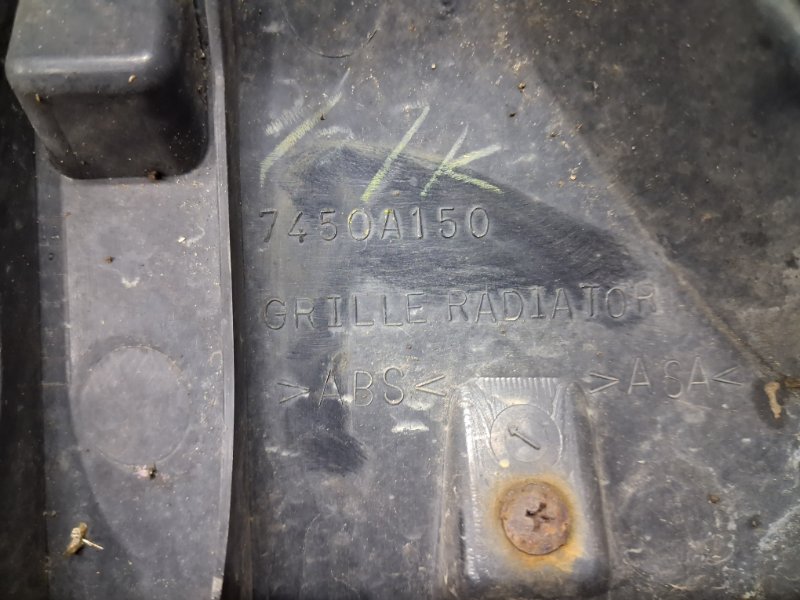 7450A150
GRILLE RADIATOR
>ABS< >ASA<